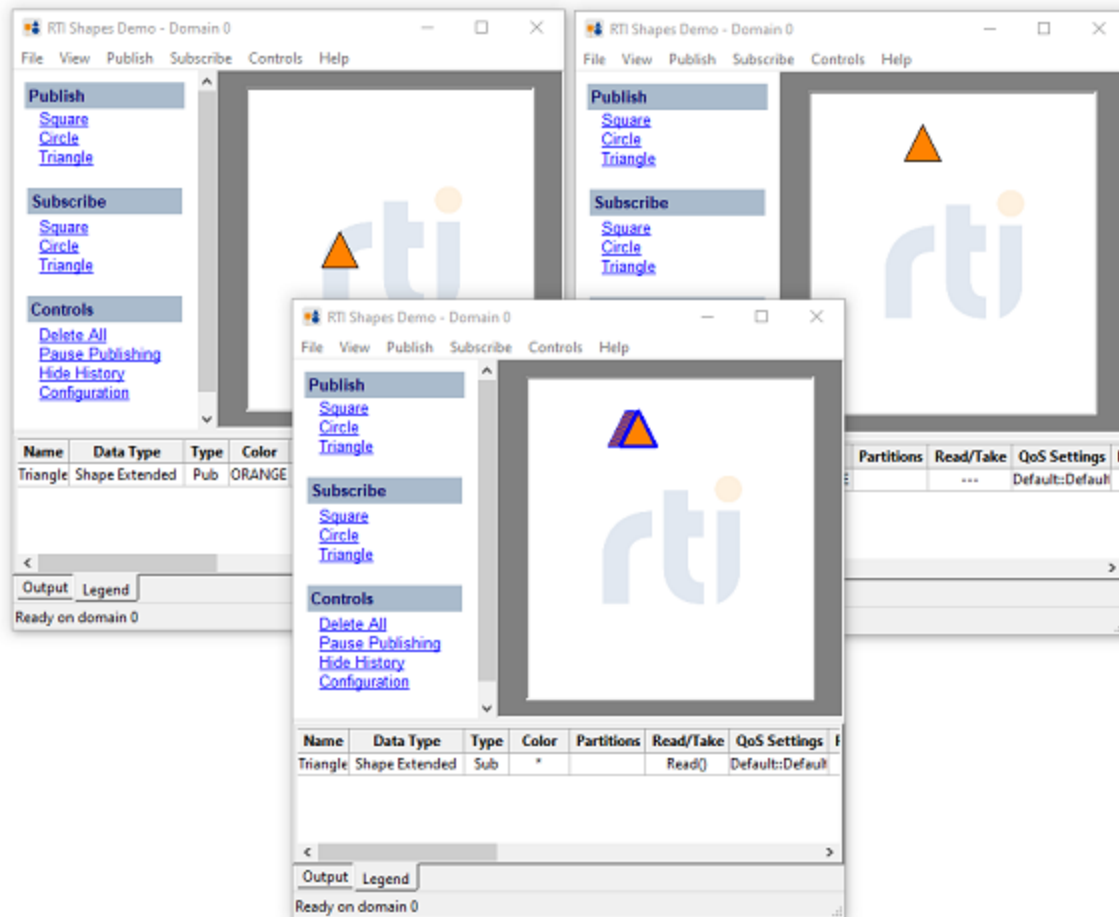 RTI Shapes Demo - Domain 0
File View Publish Subscribe Controls Help
Publish
Square
Circle
Triangle
Subscribe
Square
Circle
Triangle
Controls
Delete All
Pause Publishing
Hide History
Configuration
rti
Name Data Type Type Color
Triangle Shape Extended Pub ORANGE
Output Legend
Ready on domain 0
RTI Shapes Demo - Domain 0
File View Publish Subscribe Controls Help
Publish
Square
Circle
Triangle
Subscribe
Square
Circle
Triangle
rti
Partitions Read/Take QoS Settings
--- Default::Default
RTI Shapes Demo - Domain 0
File View Publish Subscribe Controls Help
Publish
Square
Circle
Triangle
Subscribe
Square
Circle
Triangle
Controls
Delete All
Pause Publishing
Hide History
Configuration
rti
Name Data Type Type Color Partitions Read/Take QoS Settings
Triangle Shape Extended Sub * Read() Default::Default
Output Legend
Ready on domain 0